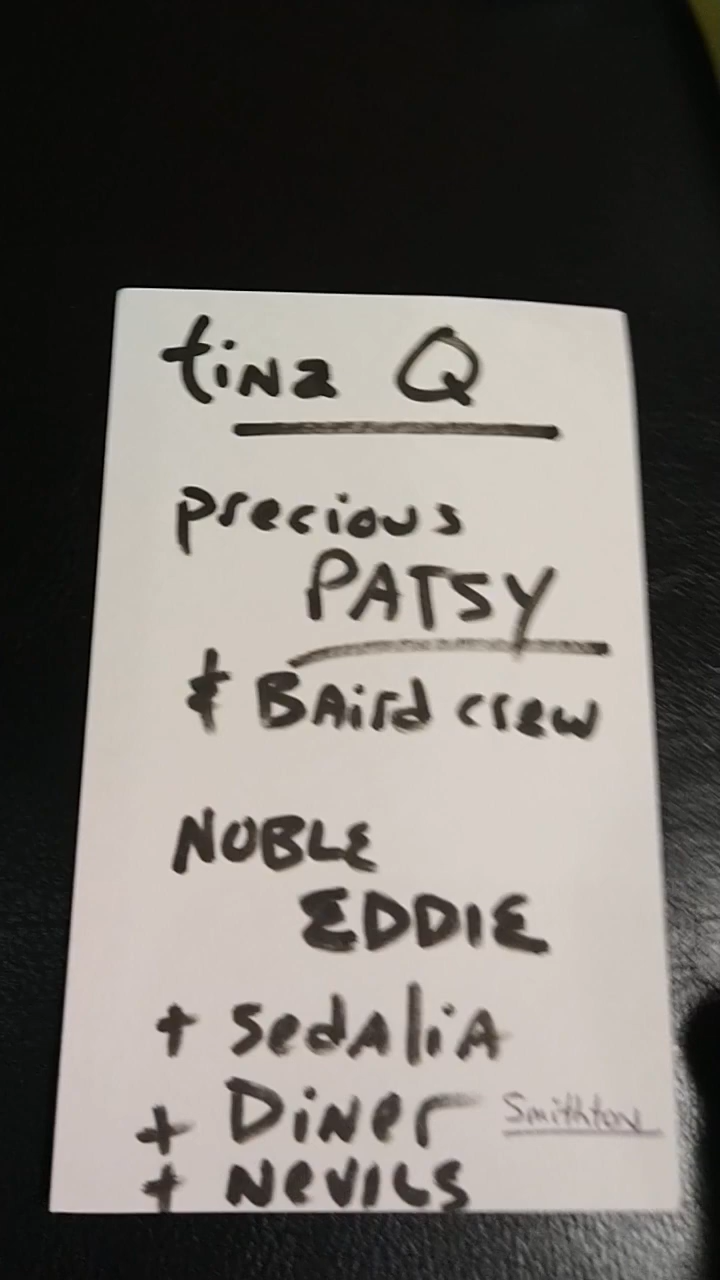 tina Q
precious
PATSY
& BAird crew
NOBLE
EDDIE
+ SedAliA
+ DiNer Smithton
+ NeviLS